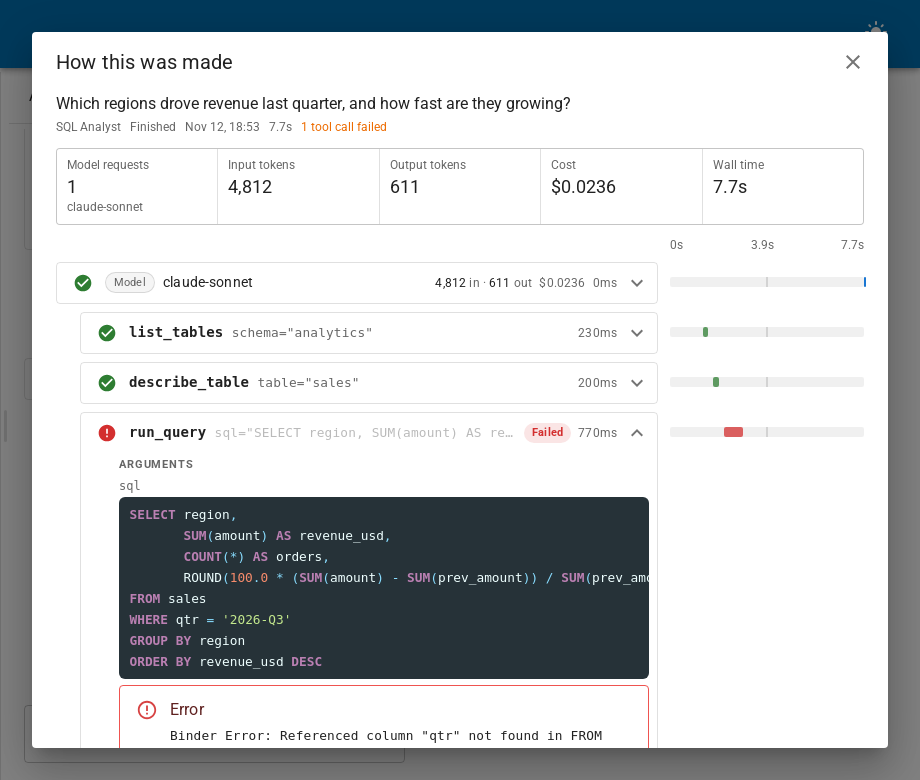 How this was made
Which regions drove revenue last quarter, and how fast are they growing?
SQL Analyst Finished Nov 12, 18:53 7.7s 1 tool call failed
Model requests Input tokens Output tokens Cost Wall time
1 4,812 611 $0.0236 7.7s
claude-sonnet
0s 3.9s 7.7s
Model claude-sonnet 4,812 in · 611 out $0.0236 0ms
list_tables schema="analytics" 230ms
describe_table table="sales" 200ms
run_query sql="SELECT region, SUM(amount) AS re… Failed 770ms
ARGUMENTS
sql
SELECT region,
SUM(amount) AS revenue_usd,
COUNT(*) AS orders,
ROUND(100.0 * (SUM(amount) - SUM(prev_amount)) / SUM(prev_amo
FROM sales
WHERE qtr = '2026-Q3'
GROUP BY region
ORDER BY revenue_usd DESC
Error
Binder Error: Referenced column "qtr" not found in FROM